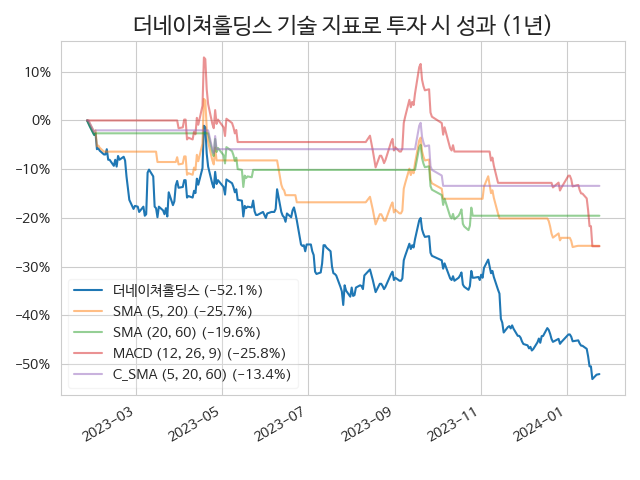 더네이쳐홀딩스 기술 지표로 투자 시 성과 (1년)
10%
0%
−10%
−20%
−30%
−40%
−50%
더네이쳐홀딩스 (−52.1%)
SMA (5, 20) (−25.7%)
SMA (20, 60) (−19.6%)
MACD (12, 26, 9) (−25.8%)
C_SMA (5, 20, 60) (−13.4%)
2023−03
2023−05
2023−07
2023−09
2023−11
2024−01